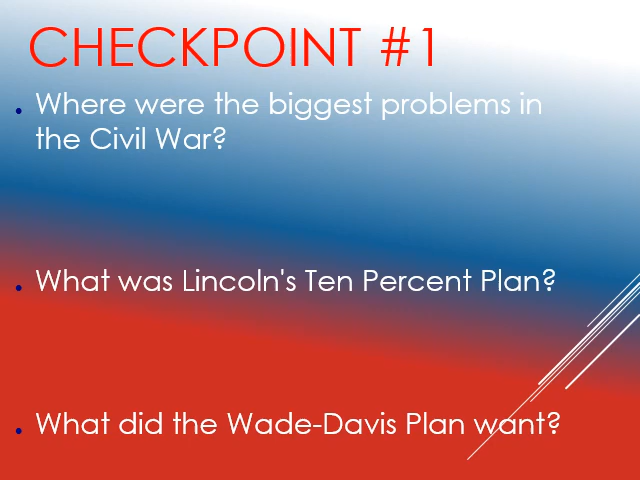 CHECKPOINT #1
. Where were the biggest problems in
the Civil War?
. What was Lincoln's Ten Percent Plan?
. What did the Wade-Davis Plan want?